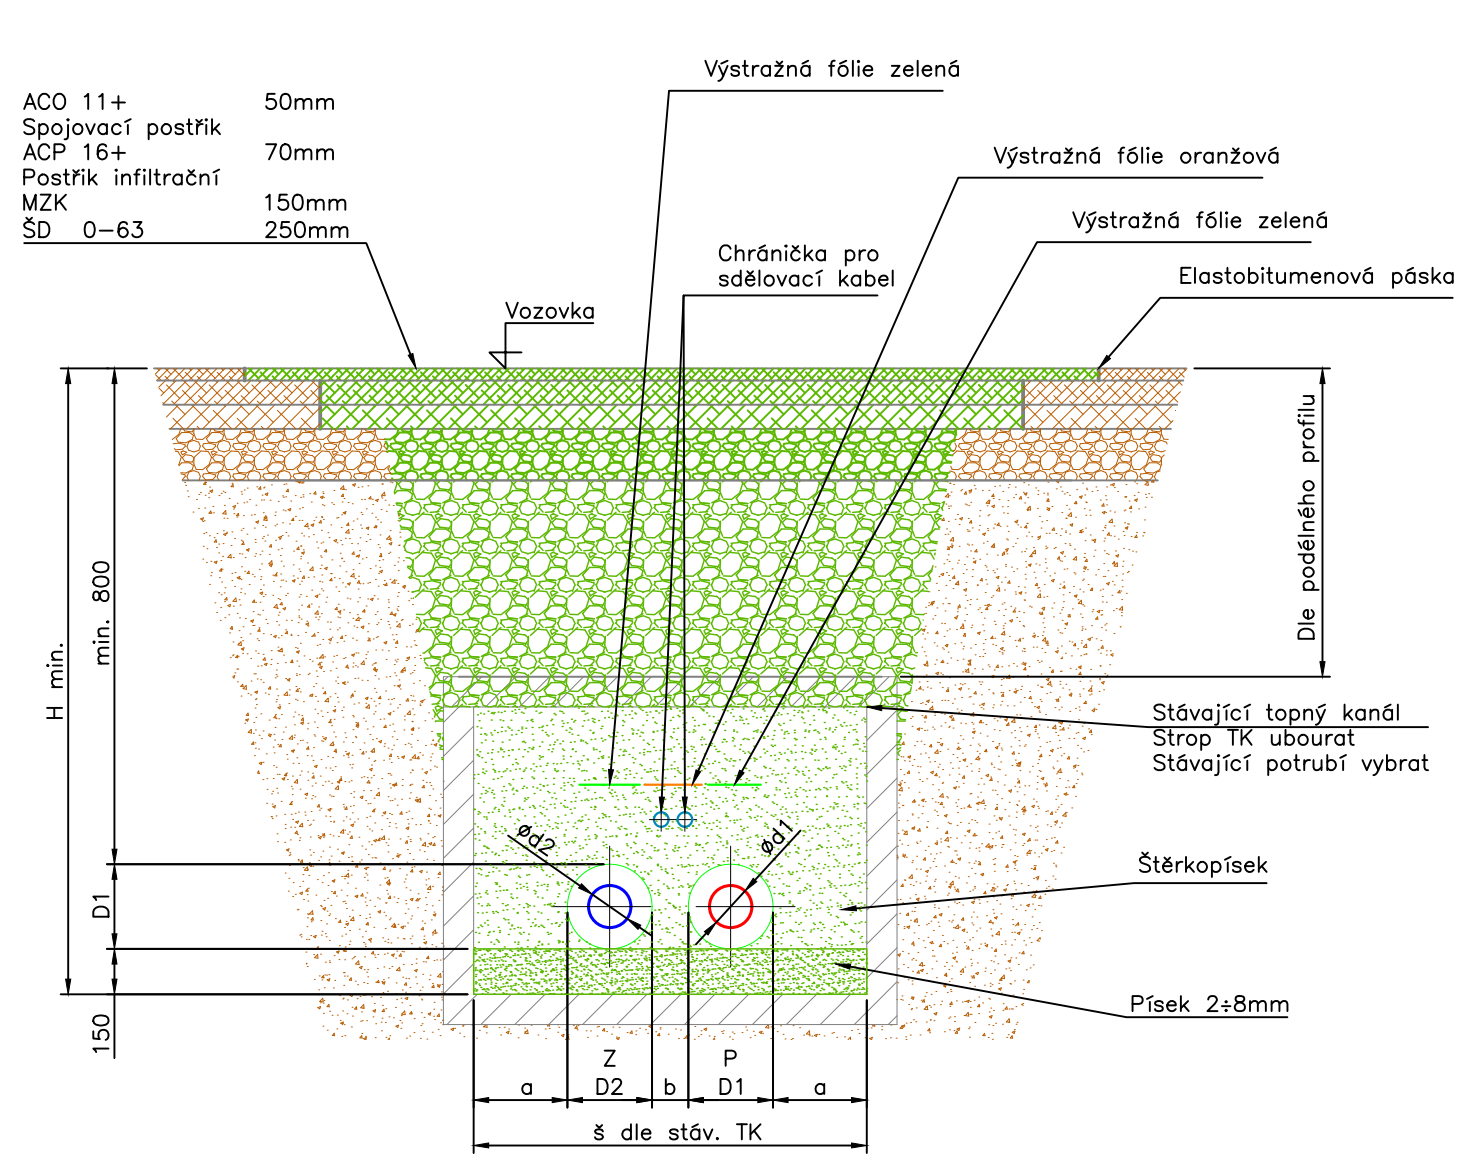 Výstražná fólie zelená
ACO 11+ 50mm
Spojovací postřik
ACP 16+ 70mm
Postřik infiltrační
MZK 150mm
ŠD 0-63 250mm
Výstražná fólie oranžová
Výstražná fólie zelená
Chránička pro
sdělovací kabel
Elastobitumenová páska
Vozovka
Dle podélného profilu
min. 800
H min.
Stávající topný kanál
Strop TK ubourat
Stávající potrubí vybrat
ød2
ød1
Štěrkopísek
D1
Písek 2÷8mm
150
Z P
a D2 b D1 a
š dle stáv. TK